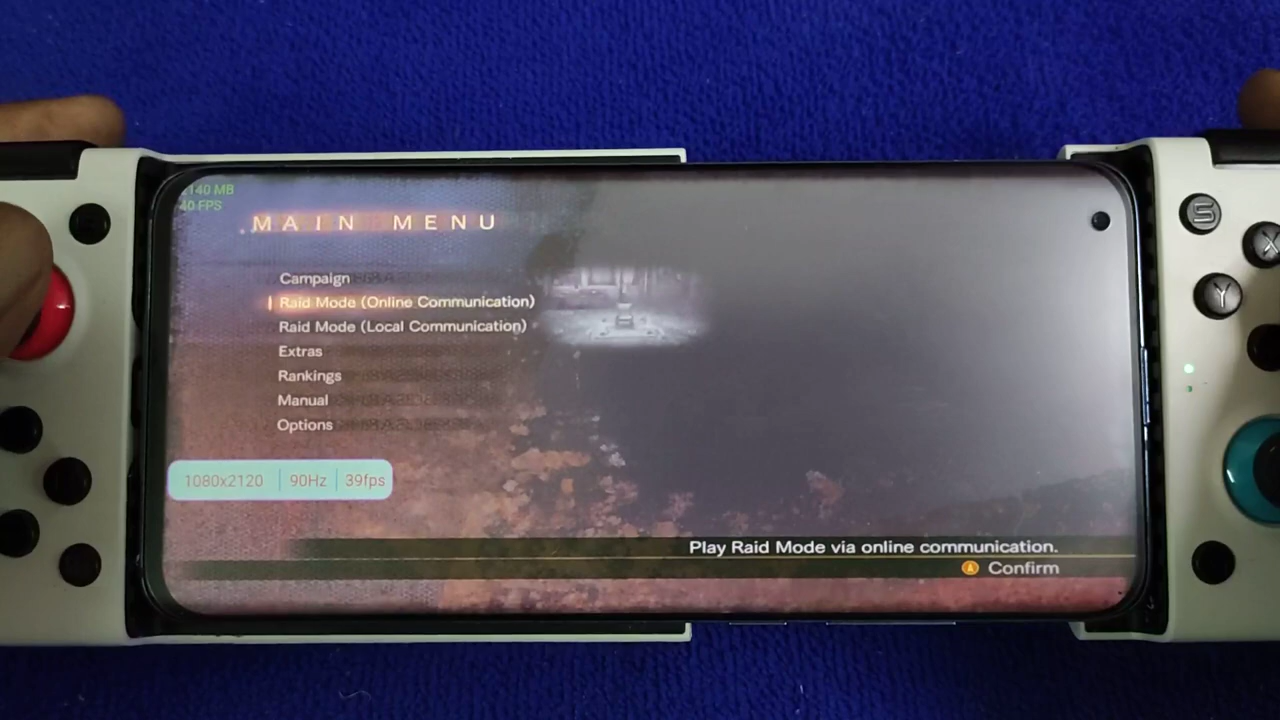 2140 MB
40 FPS
MAIN MENU
Campaign
Raid Mode (Online Communication)
Raid Mode (Local Communication)
Extras
Rankings
Manual
Options
1080x2120 | 90Hz | 39fps
Play Raid Mode via online communication.
A Confirm
S
X
Y